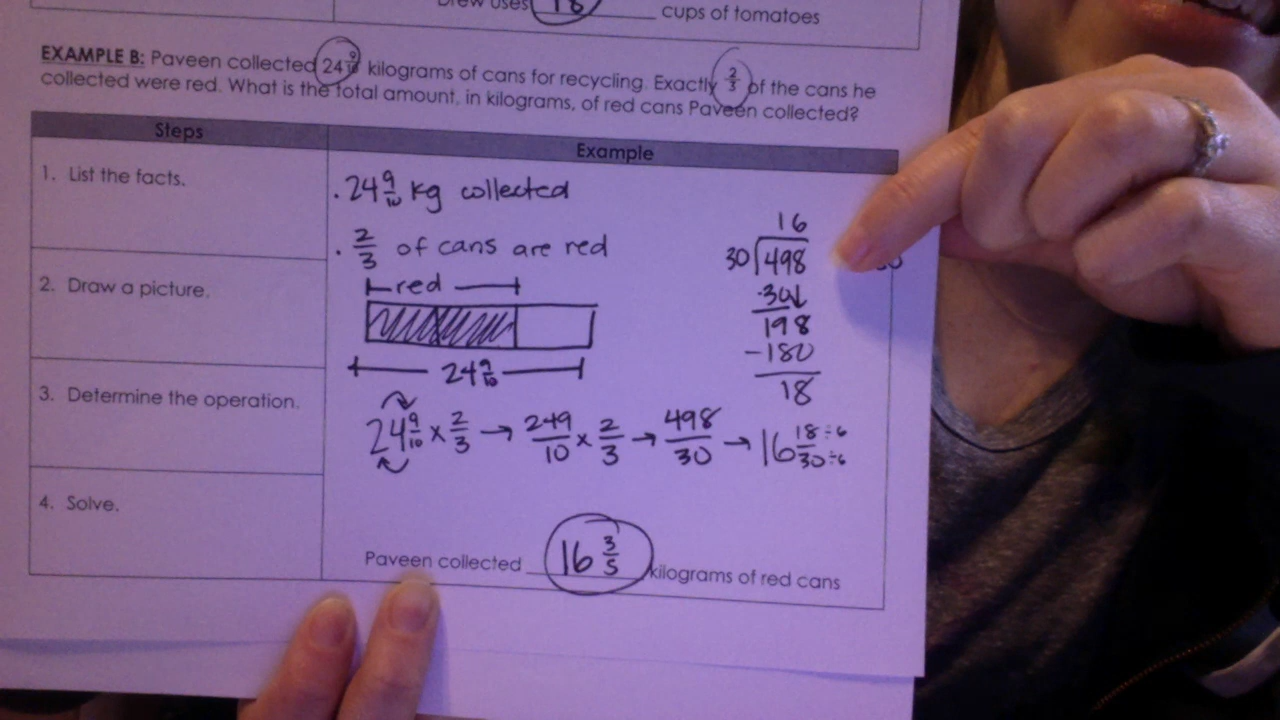 Drew uses 18 cups of tomatoes
EXAMPLE B: Paveen collected 24 9/10 kilograms of cans for recycling. Exactly 2/3 of the cans he
collected were red. What is the total amount, in kilograms, of red cans Paveen collected?
Steps
Example
1. List the facts.
. 24 9/10 kg collected
. 2/3 of cans are red
2. Draw a picture.
red
24 9/10
16
30 498
-30↓
198
-180
18
3. Determine the operation.
24 9/10 × 2/3 → 249/10 × 2/3 → 498/30 → 16 18÷6/30÷6
4. Solve.
Paveen collected 16 3/5 kilograms of red cans